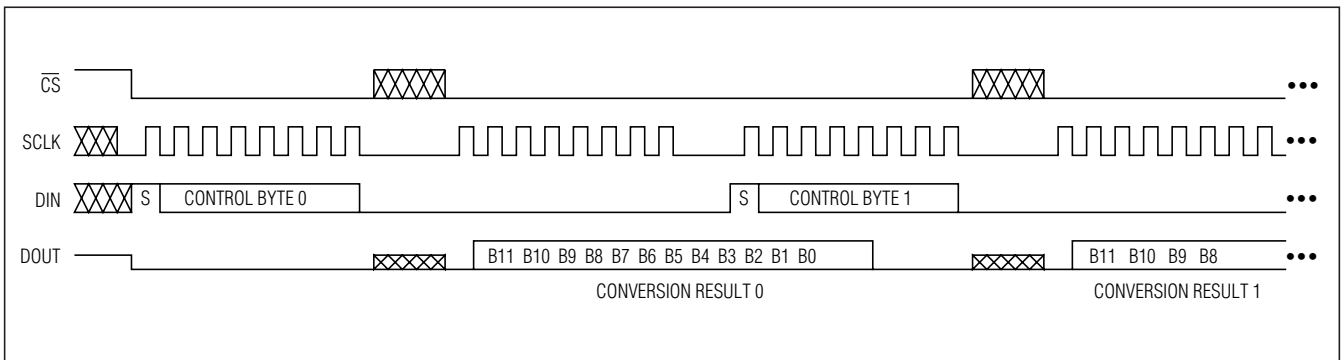 CS
SCLK
DIN S CONTROL BYTE 0 S CONTROL BYTE 1
DOUT B11 B10 B9 B8 B7 B6 B5 B4 B3 B2 B1 B0 B11 B10 B9 B8
CONVERSION RESULT 0 CONVERSION RESULT 1